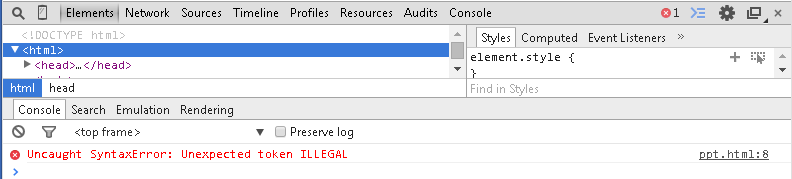 Elements Network Sources Timeline Profiles Resources Audits Console 1
<!DOCTYPE html>
<html>
<head>…</head>
html head
Styles Computed Event Listeners »
element.style {
}
Find in Styles
Console Search Emulation Rendering
<top frame> Preserve log
Uncaught SyntaxError: Unexpected token ILLEGAL ppt.html:8
>